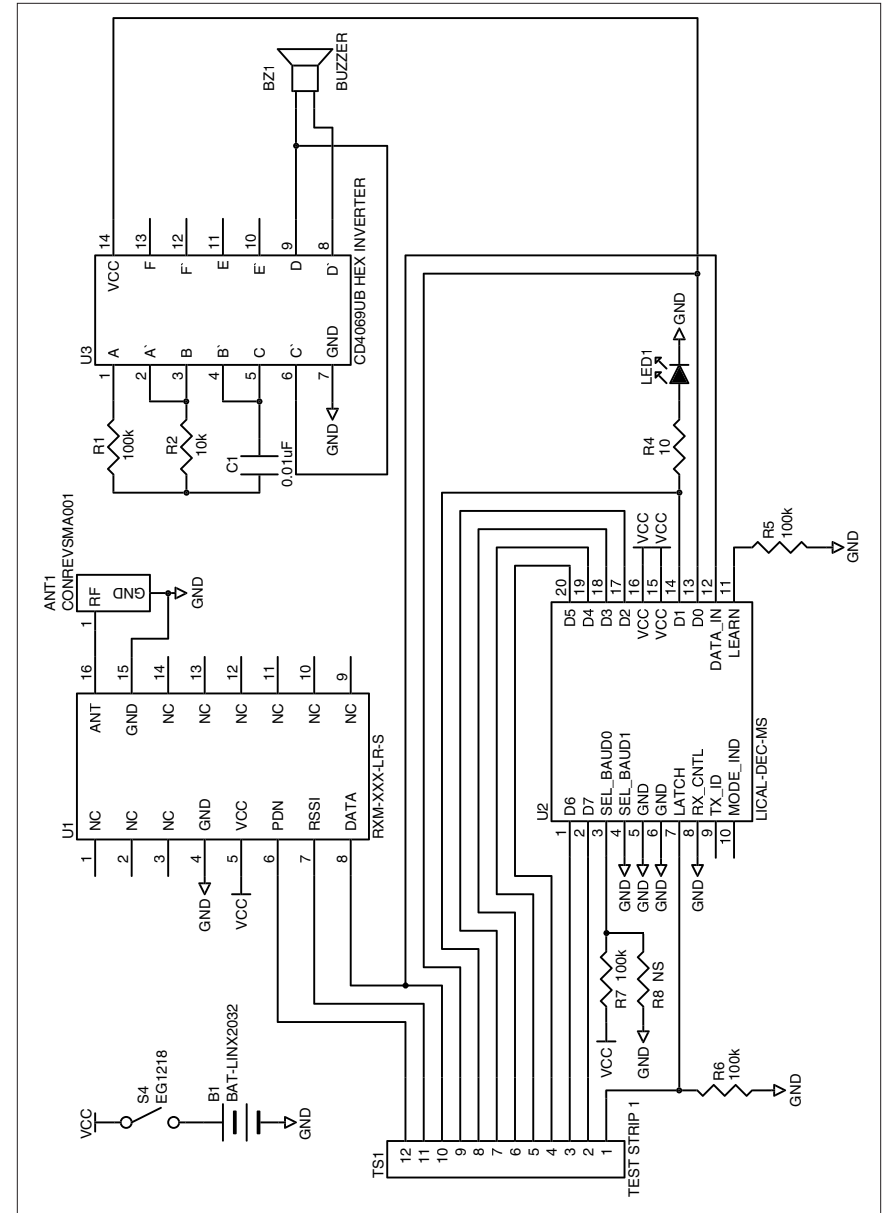 BZ1
BUZZER
U3
A
A`
B
B`
C
C`
GND
VCC
F
F`
E
E`
D
D`
1
2
3
4
5
6
7
14
13
12
11
10
9
8
CD4069UB HEX INVERTER
R1
100k
R2
10k
C1
0.01uF
GND
ANT1
CONREVSMA001
RF
GND
1
GND
U1
NC
NC
NC
GND
VCC
PDN
RSSI
DATA
ANT
GND
NC
NC
NC
NC
NC
NC
1
2
3
4
5
6
7
8
16
15
14
13
12
11
10
9
RXM-XXX-LR-S
GND
VCC
VCC
S4
EG1218
B1
BAT-LINX2032
GND
LED1
GND
R4
10
U2
D6
D7
SEL_BAUD0
SEL_BAUD1
GND
GND
LATCH
RX_CNTL
TX_ID
MODE_IND
D5
D4
D3
D2
VCC
VCC
D1
D0
DATA_IN
LEARN
1
2
3
4
5
6
7
8
9
10
20
19
18
17
16
15
14
13
12
11
LICAL-DEC-MS
VCC
VCC
R5
100k
GND
GND
GND
GND
GND
R7 100k
R8 NS
VCC
GND
R6
100k
GND
TS1
12
11
10
9
8
7
6
5
4
3
2
1
TEST STRIP 1